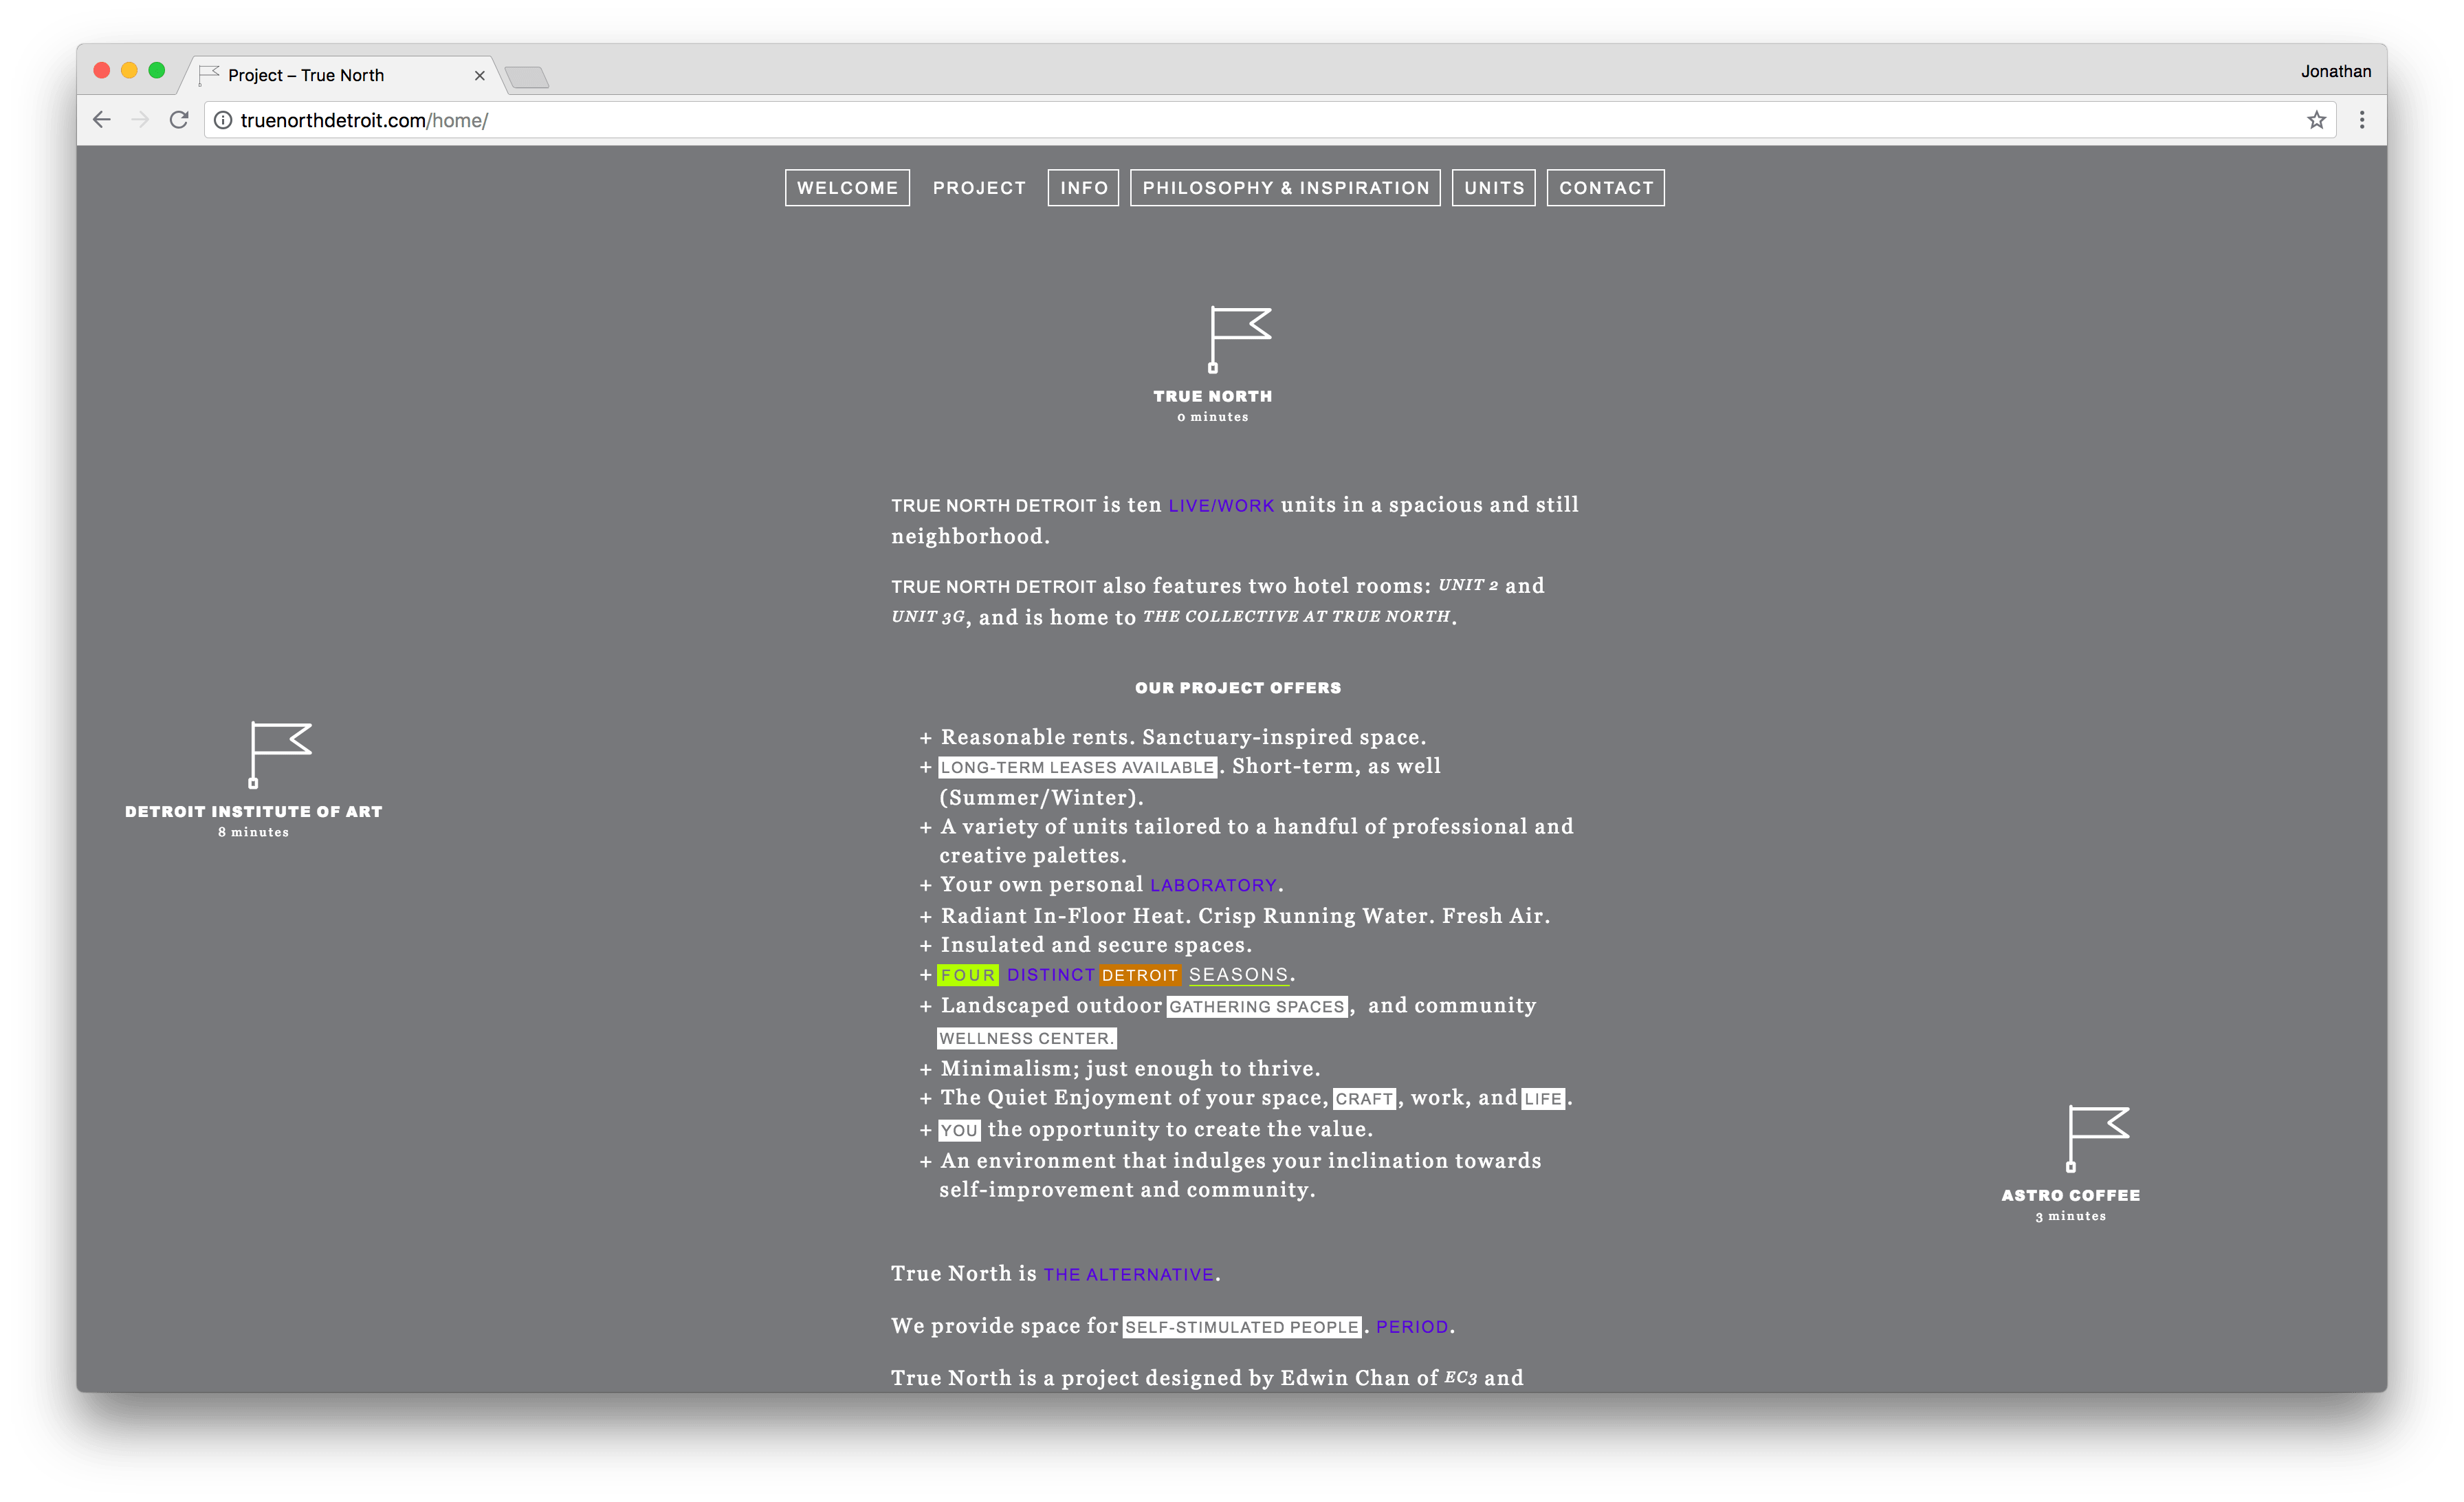 Project – True North
Jonathan
truenorthdetroit.com/home/
WELCOME PROJECT INFO PHILOSOPHY & INSPIRATION UNITS CONTACT
TRUE NORTH
0 minutes
TRUE NORTH DETROIT is ten LIVE/WORK units in a spacious and still
neighborhood.
TRUE NORTH DETROIT also features two hotel rooms: UNIT 2 and
UNIT 3G, and is home to THE COLLECTIVE AT TRUE NORTH.
OUR PROJECT OFFERS
+ Reasonable rents. Sanctuary-inspired space.
+ LONG-TERM LEASES AVAILABLE. Short-term, as well
(Summer/Winter).
+ A variety of units tailored to a handful of professional and
creative palettes.
+ Your own personal LABORATORY.
+ Radiant In-Floor Heat. Crisp Running Water. Fresh Air.
+ Insulated and secure spaces.
+ FOUR DISTINCT DETROIT SEASONS.
+ Landscaped outdoor GATHERING SPACES, and community
WELLNESS CENTER.
+ Minimalism; just enough to thrive.
+ The Quiet Enjoyment of your space, CRAFT, work, and LIFE.
+ YOU the opportunity to create the value.
+ An environment that indulges your inclination towards
self-improvement and community.
DETROIT INSTITUTE OF ART
8 minutes
ASTRO COFFEE
3 minutes
True North is THE ALTERNATIVE.
We provide space for SELF-STIMULATED PEOPLE. PERIOD.
True North is a project designed by Edwin Chan of EC3 and